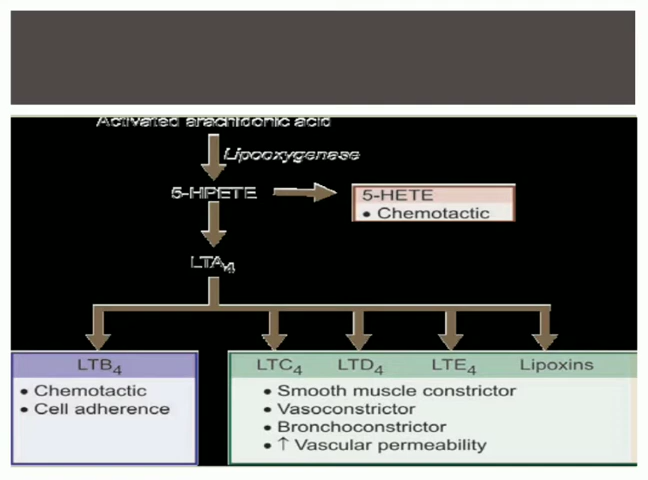 Activated arachidonic acid
Lipooxygenase
5-HPETE
5-HETE
• Chemotactic
LTA₄
LTB₄
• Chemotactic
• Cell adherence
LTC₄ LTD₄ LTE₄ Lipoxins
• Smooth muscle constrictor
• Vasoconstrictor
• Bronchoconstrictor
• ↑ Vascular permeability